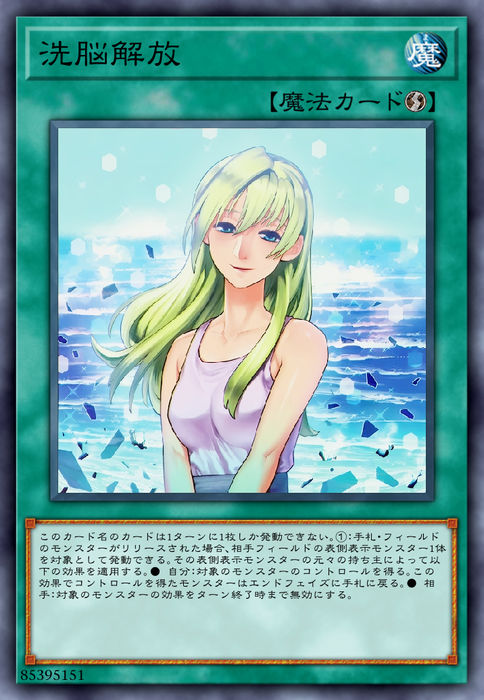 洗脳解放
魔
【魔法カード】
このカード名のカードは1ターンに1枚しか発動できない。①:手札・フィールド
のモンスターがリリースされた場合、相手フィールドの表側表示モンスター1体
を対象として発動できる。その表側表示モンスターの元々の持ち主によって以
下の効果を適用する。● 自分:対象のモンスターのコントロールを得る。この
効果でコントロールを得たモンスターはエンドフェイズに手札に戻る。● 相
手:対象のモンスターの効果をターン終了時まで無効にする。
85395151